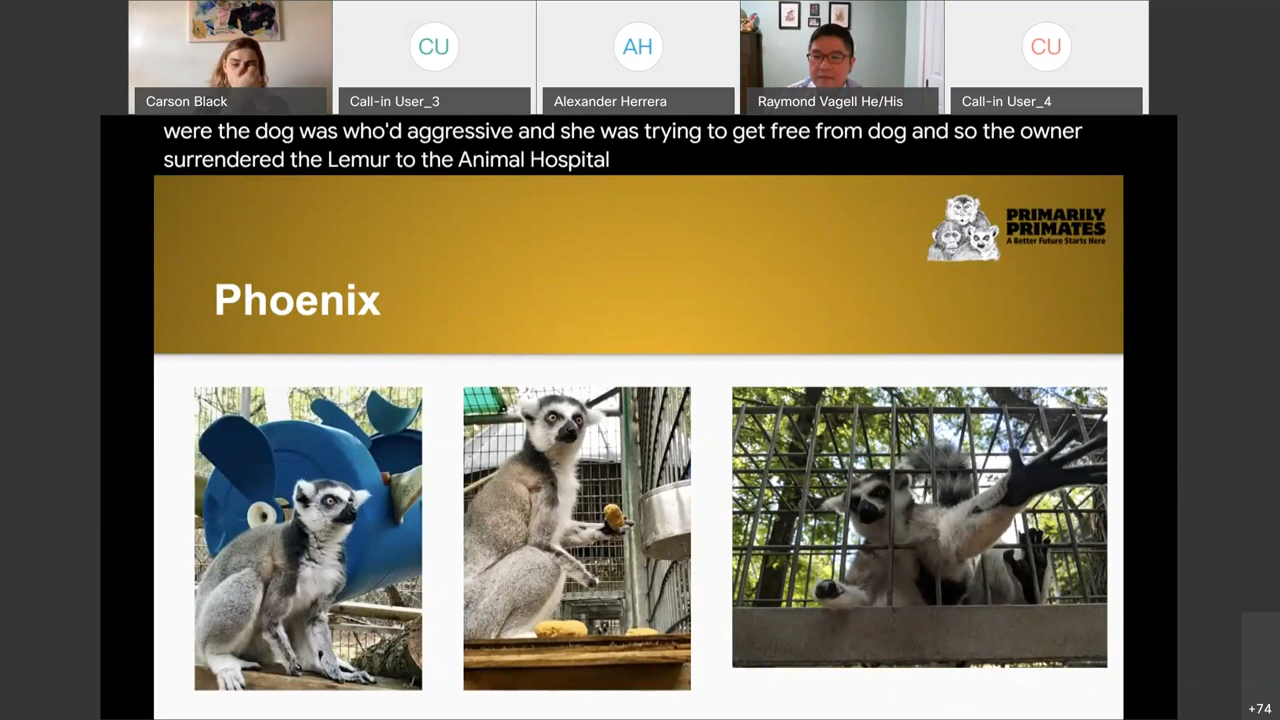 CU
AH
CU
Carson Black
Call-in User_3
Alexander Herrera
Raymond Vagell He/His
Call-in User_4
were the dog was who'd aggressive and she was trying to get free from dog and so the owner
surrendered the Lemur to the Animal Hospital
PRIMARILY
PRIMATES
A Better Future Starts Here
Phoenix
+74